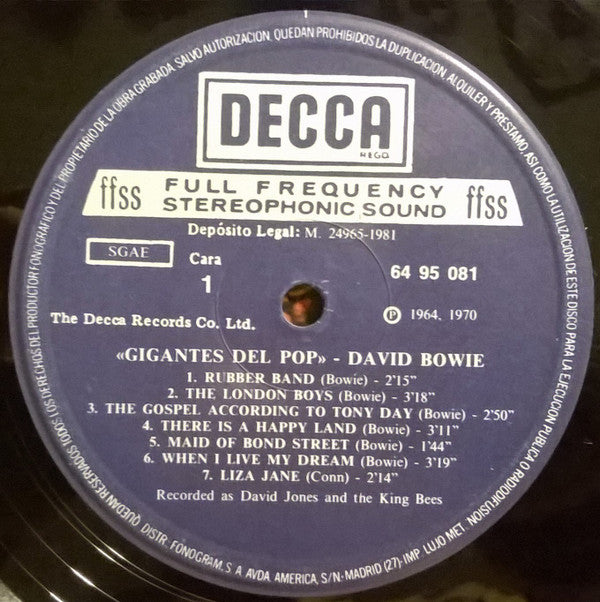 DECCA
REGD
ffss FULL FREQUENCY STEREOPHONIC SOUND ffss
Depósito Legal: M. 24965-1981
SGAE
Cara
1
64 95 081
The Decca Records Co. Ltd.
Ⓟ 1964, 1970
«GIGANTES DEL POP» - DAVID BOWIE
1. RUBBER BAND (Bowie) - 2'15"
2. THE LONDON BOYS (Bowie) - 3'18"
3. THE GOSPEL ACCORDING TO TONY DAY (Bowie) - 2'50"
4. THERE IS A HAPPY LAND (Bowie) - 3'11"
5. MAID OF BOND STREET (Bowie) - 1'44"
6. WHEN I LIVE MY DREAM (Bowie) - 3'19"
7. LIZA JANE (Conn) - 2'14"
Recorded as David Jones and the King Bees
QUEDAN RESERVADOS TODOS LOS DERECHOS DEL PRODUCTOR FONOGRAFICO Y DEL PROPIETARIO DE LA OBRA GRABADA. SALVO AUTORIZACION, QUEDAN PROHIBIDOS LA DUPLICACION, ALQUILER Y PRESTAMO, ASI COMO LA UTILIZACION DE ESTE DISCO PARA LA EJECUCION PUBLICA O RADIODIFUSION
DISTR. FONOGRAM, S. A. AVDA. AMERICA, S/N - MADRID (27) - IMP. LUJO MET.